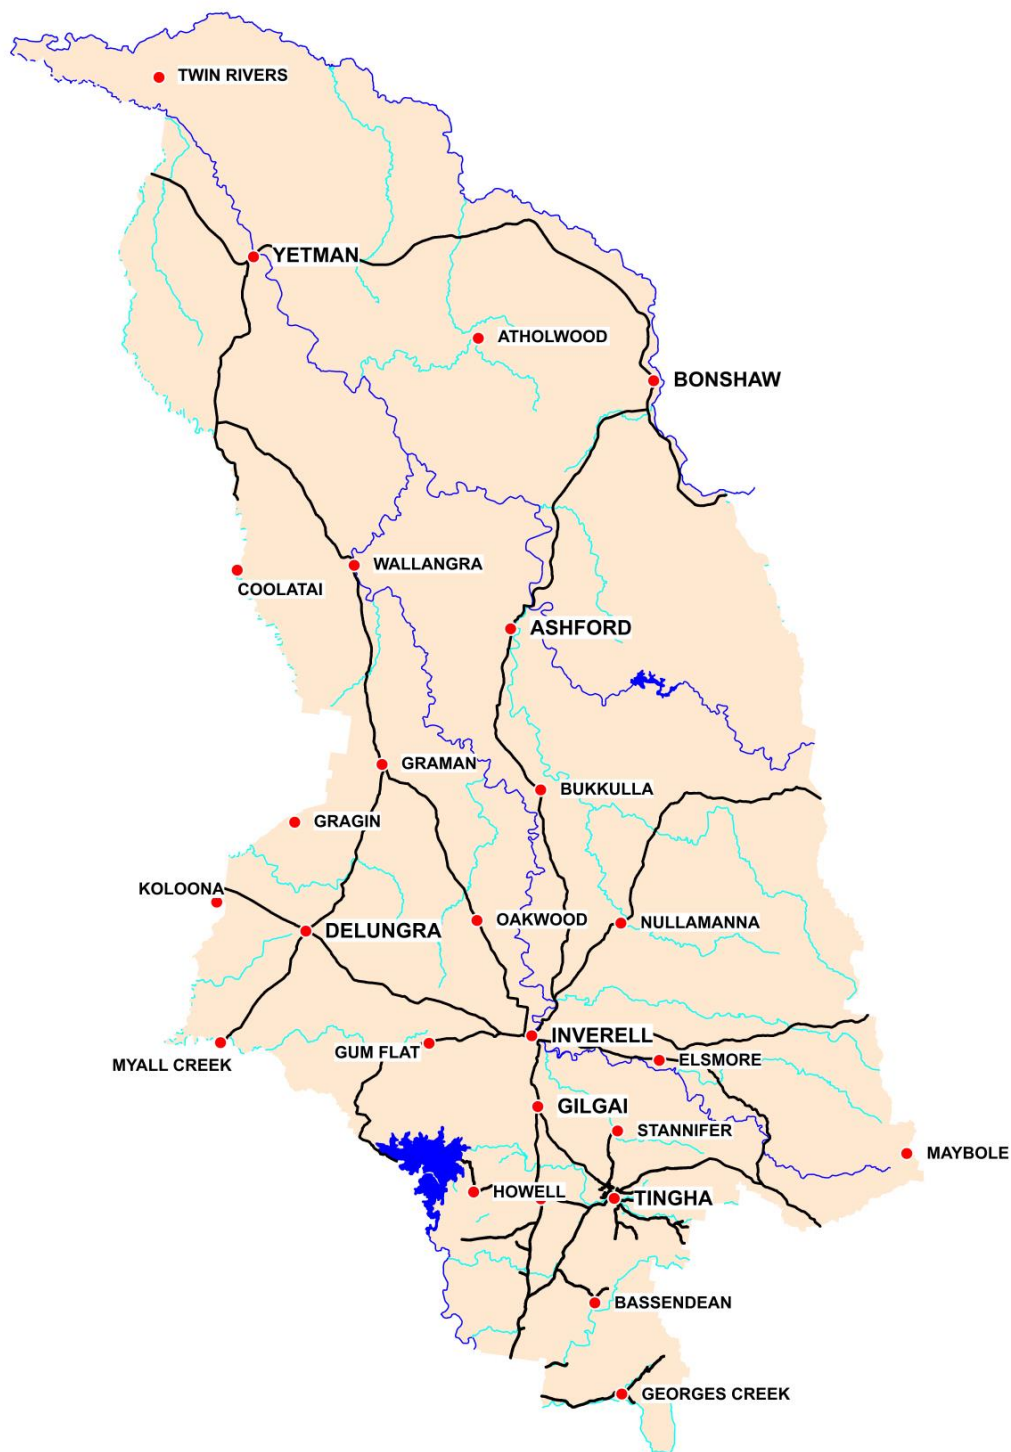 TWIN RIVERS
YETMAN
ATHOLWOOD
BONSHAW
WALLANGRA
COOLATAI
ASHFORD
GRAMAN
BUKKULLA
GRAGIN
KOLOONA
OAKWOOD
NULLAMANNA
DELUNGRA
INVERELL
GUM FLAT
ELSMORE
MYALL CREEK
GILGAI
STANNIFER
MAYBOLE
HOWELL
TINGHA
BASSENDEAN
GEORGES CREEK